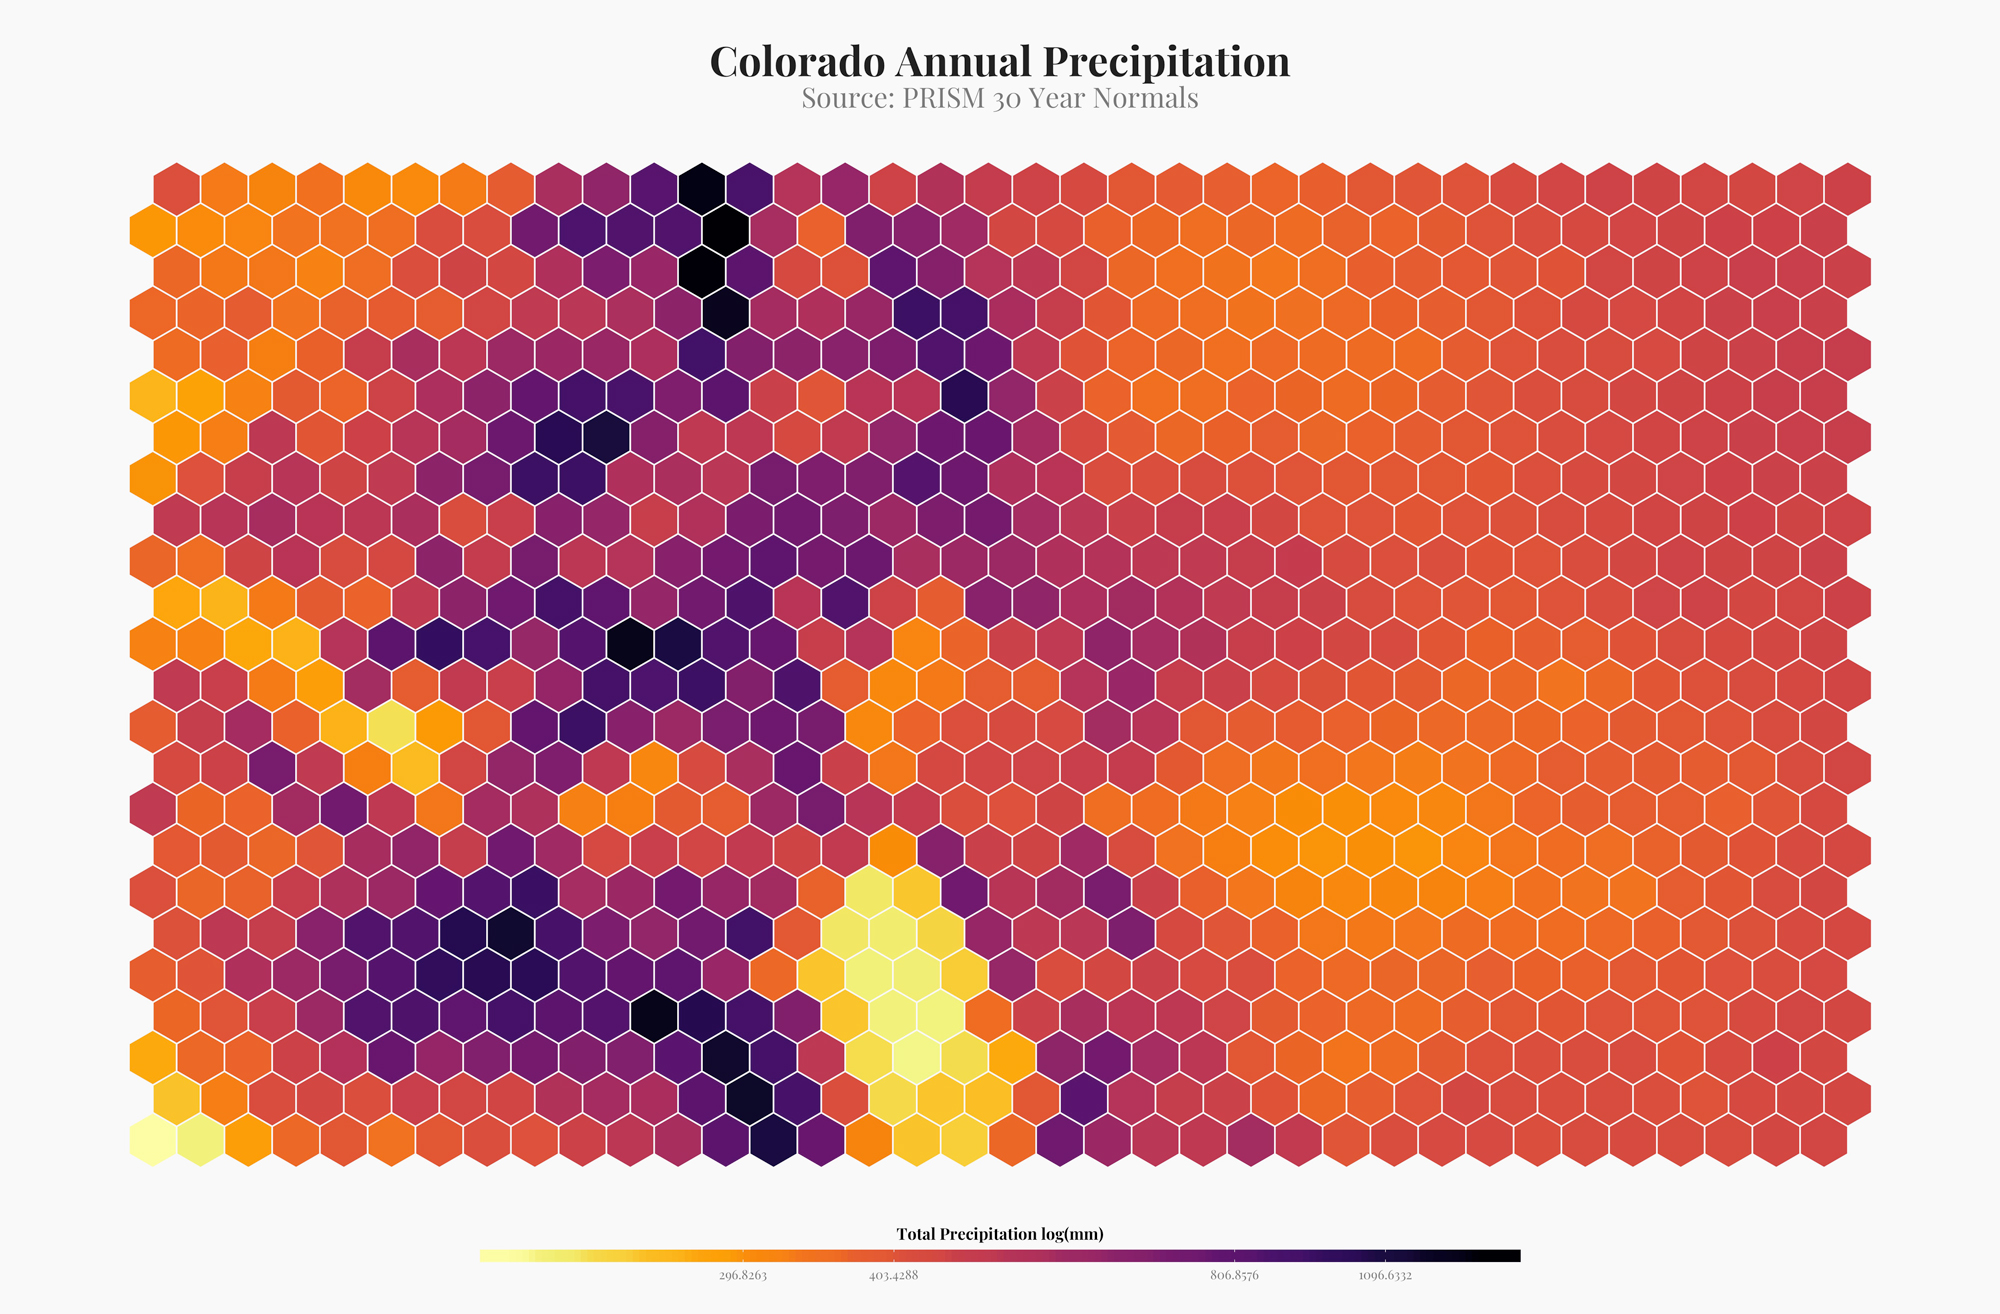 Colorado Annual Precipitation
Source: PRISM 30 Year Normals
Total Precipitation log(mm)
296.8263 403.4288 806.8576 1096.6332